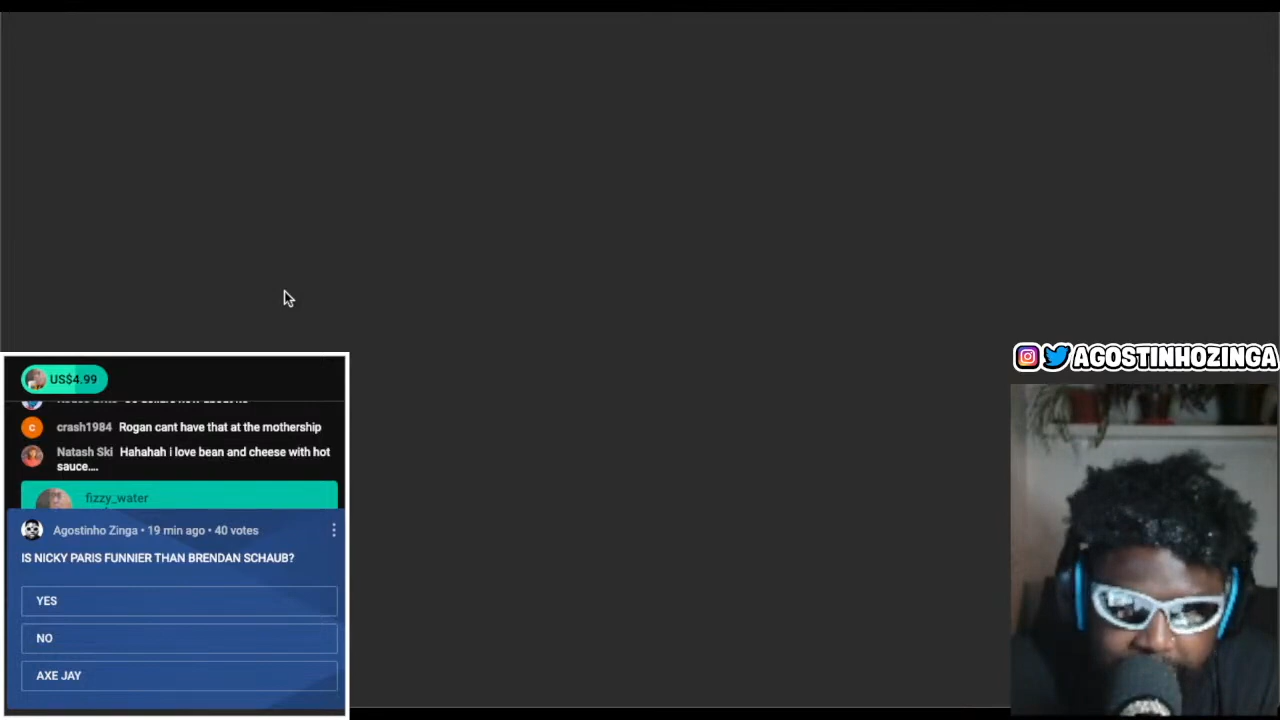 US$4.99
crash1984 Rogan cant have that at the mothership
Natash Ski Hahahah i love bean and cheese with hot
sauce....
fizzy_water
Agostinho Zinga • 19 min ago • 40 votes
IS NICKY PARIS FUNNIER THAN BRENDAN SCHAUB?
YES
NO
AXE JAY
AGOSTINHOZINGA